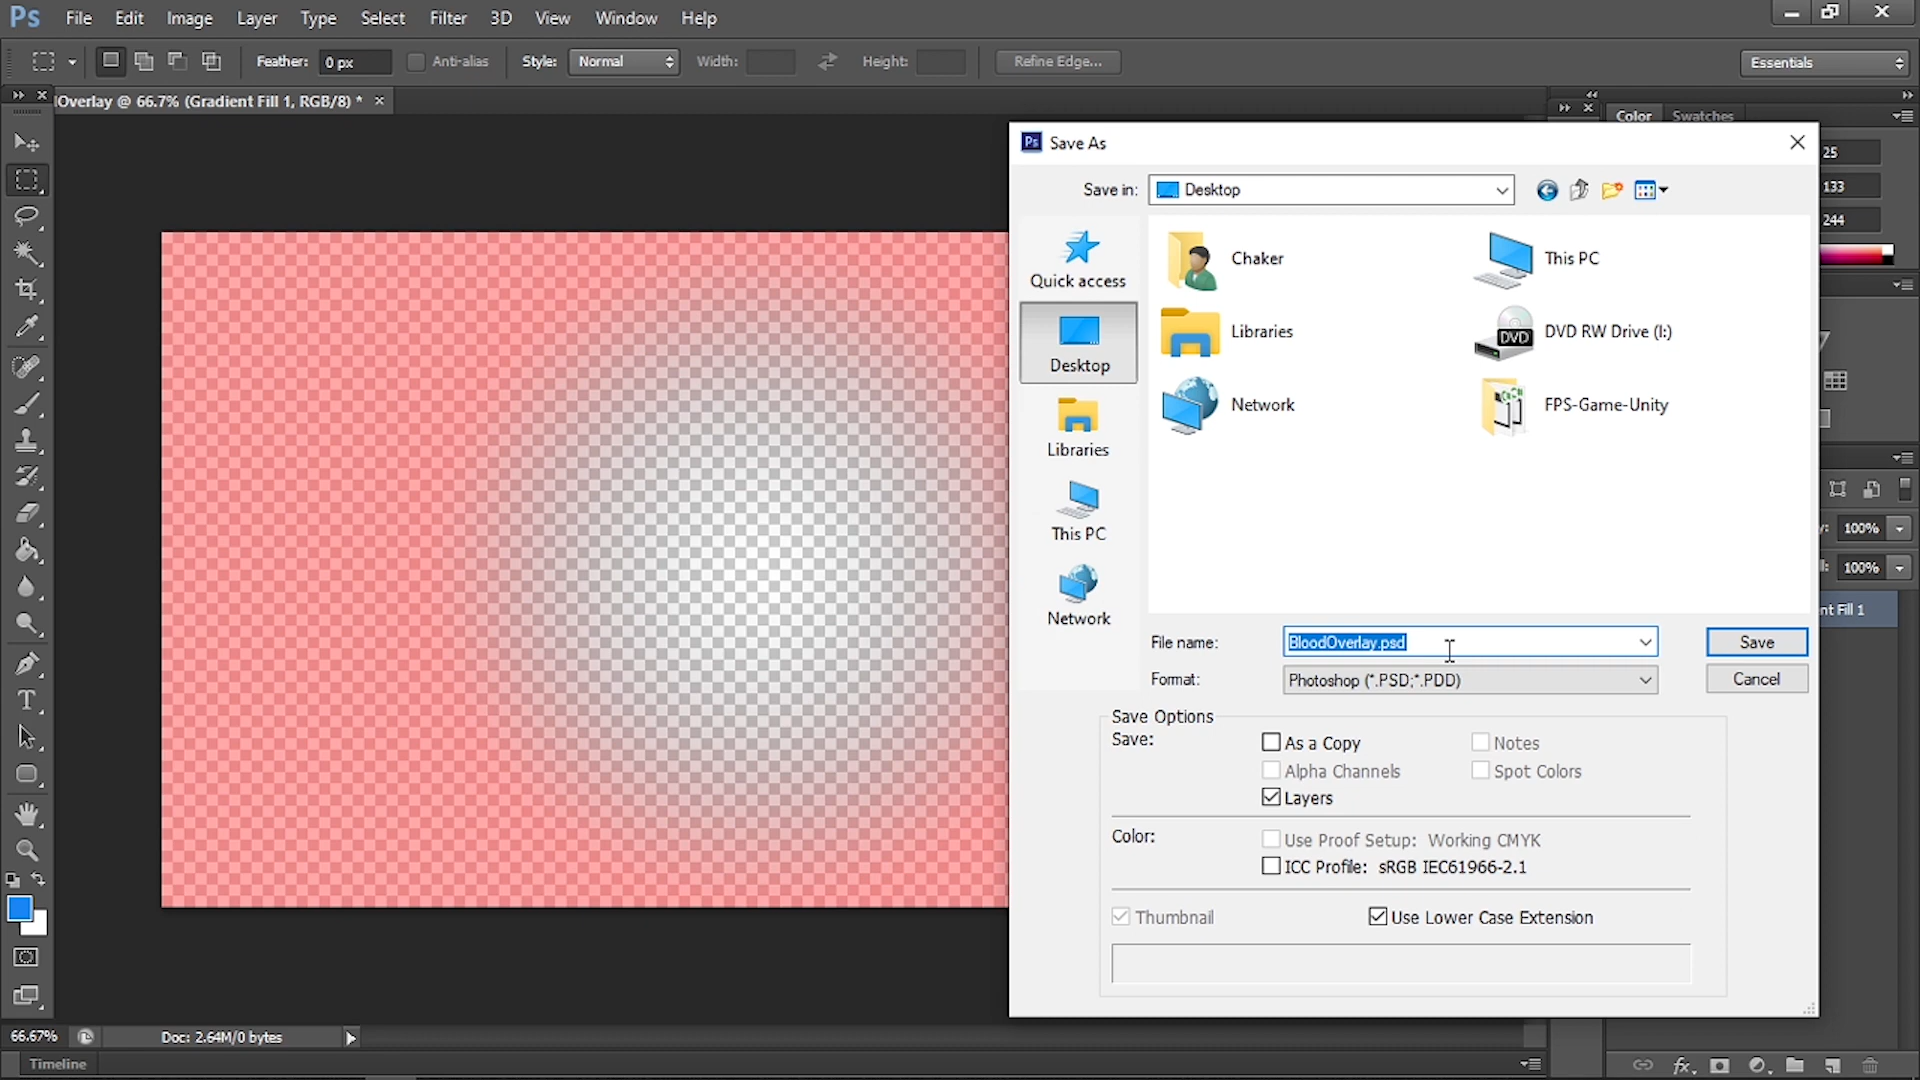 Ps File Edit Image Layer Type Select Filter 3D View Window Help
Feather: 0 px Anti-alias Style: Normal Width: Height: Refine Edge... Essentials
Overlay @ 66.7% (Gradient Fill 1, RGB/8) *
Color Swatches
Ps Save As
25
Save in: Desktop
133
244
Quick access
Chaker
This PC
Desktop
Libraries
DVD
DVD RW Drive (I:)
Network
FPS-Game-Unity
Libraries
This PC
Network
100%
100%
nt Fill 1
File name: BloodOverlay.psd Save
Format: Photoshop (*.PSD;*.PDD) Cancel
Save Options
Save:
As a Copy Notes
Alpha Channels Spot Colors
Layers
Color: Use Proof Setup: Working CMYK
ICC Profile: sRGB IEC61966-2.1
Thumbnail Use Lower Case Extension
66.67% Doc: 2.64M/0 bytes
Timeline
fx